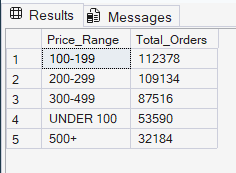 Results Messages
Price_Range Total_Orders
1 100-199 112378
2 200-299 109134
3 300-499 87516
4 UNDER 100 53590
5 500+ 32184